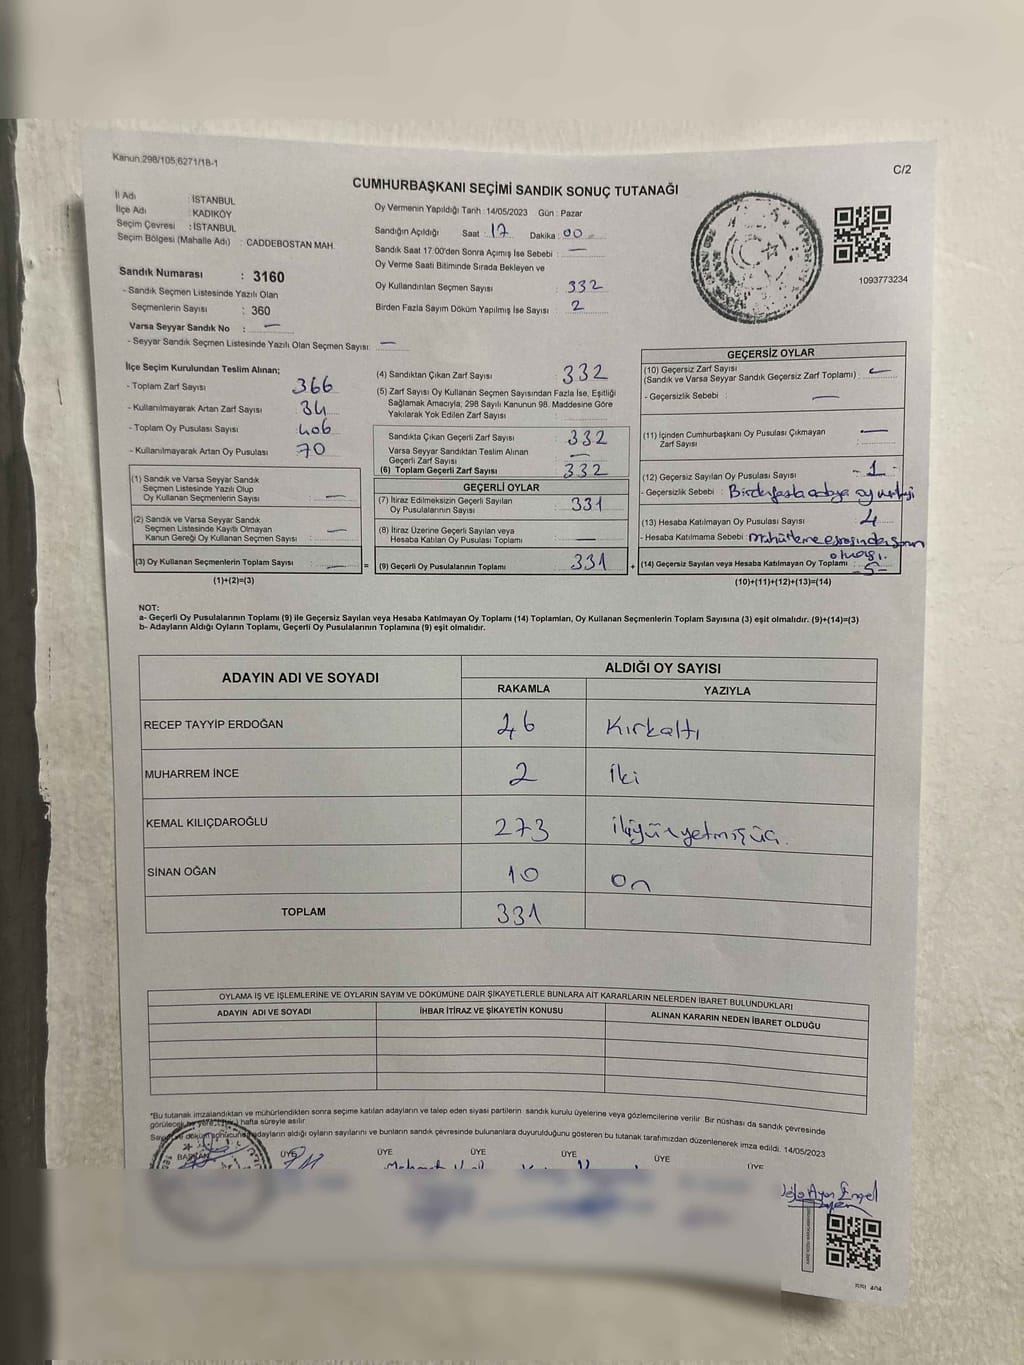 Kanun:298/105;6271/18-1
C/2
CUMHURBAŞKANI SEÇİMİ SANDIK SONUÇ TUTANAĞI
İl Adı : İSTANBUL
İlçe Adı : KADIKÖY
Seçim Çevresi : İSTANBUL
Seçim Bölgesi (Mahalle Adı) : CADDEBOSTAN MAH.
Sandık Numarası : 3160
- Sandık Seçmen Listesinde Yazılı Olan
Seçmenlerin Sayısı : 360
Varsa Seyyar Sandık No : —
- Seyyar Sandık Seçmen Listesinde Yazılı Olan Seçmen Sayısı: —
Oy Vermenin Yapıldığı Tarih :14/05/2023 Gün : Pazar
Sandığın Açıldığı Saat : 17 Dakika : 00
Sandık Saat 17.00'den Sonra Açımış İse Sebebi : —
Oy Verme Saati Bitiminde Sırada Bekleyen ve
Oy Kullandırılan Seçmen Sayısı : 332
Birden Fazla Sayım Döküm Yapılmış İse Sayısı : 2
1093773234
İlçe Seçim Kurulundan Teslim Alınan;
- Toplam Zarf Sayısı 366
- Kullanılmayarak Artan Zarf Sayısı 34
- Toplam Oy Pusulası Sayısı 406
- Kullanılmayarak Artan Oy Pusulası 70
(1) Sandık ve Varsa Seyyar Sandık
Seçmen Listesinde Yazılı Olup
Oy Kullanan Seçmenlerin Sayısı : —
(2) Sandık ve Varsa Seyyar Sandık
Seçmen Listesinde Kayıtlı Olmayan
Kanun Gereği Oy Kullanan Seçmen Sayısı : —
(3) Oy Kullanan Seçmenlerin Toplam Sayısı : —
(1)+(2)=(3)
(4) Sandıktan Çıkan Zarf Sayısı : 332
(5) Zarf Sayısı Oy Kullanan Seçmen Sayısından Fazla İse, Eşitliği
Sağlamak Amacıyla, 298 Sayılı Kanunun 98. Maddesine Göre
Yakılarak Yok Edilen Zarf Sayısı :
Sandıkta Çıkan Geçerli Zarf Sayısı : 332
Varsa Seyyar Sandıktan Teslim Alınan
Geçerli Zarf Sayısı : —
(6) Toplam Geçerli Zarf Sayısı : 332
GEÇERLİ OYLAR
(7) İtiraz Edilmeksizin Geçerli Sayılan
Oy Pusulasının Sayısı : 331
(8) İtiraz Üzerine Geçerli Sayılan veya
Hesaba Katılan Oy Pusulası Toplamı : —
= (9) Geçerli Oy Pusulalarının Toplamı : 331 +
GEÇERSİZ OYLAR
(10) Geçersiz Zarf Sayısı
(Sandık ve Varsa Seyyar Sandık Geçersiz Zarf Toplamı) : —
- Geçersizlik Sebebi : —
(11) İçinden Cumhurbaşkanı Oy Pusulası Çıkmayan
Zarf Sayısı : —
(12) Geçersiz Sayılan Oy Pusulası Sayısı : - 1 -
- Geçersizlik Sebebi : Birden fazla adaya oy
(13) Hesaba Katılmayan Oy Pusulası Sayısı : 4
- Hesaba Katılmama Sebebi : Mühürleme esnasında sorun
olması.
(14) Geçersiz Sayılan veya Hesaba Katılmayan Oy Toplamı : -5-
(10)+(11)+(12)+(13)=(14)
NOT:
a- Geçerli Oy Pusulalarının Toplamı (9) ile Geçersiz Sayılan veya Hesaba Katılmayan Oy Toplamı (14) Toplamları, Oy Kullanan Seçmenlerin Toplam Sayısına (3) eşit olmalıdır. (9)+(14)=(3)
b- Adayların Aldığı Oyların Toplamı, Geçerli Oy Pusulalarının Toplamına (9) eşit olmalıdır.
ADAYIN ADI VE SOYADI
ALDIĞI OY SAYISI
RAKAMLA YAZIYLA
RECEP TAYYİP ERDOĞAN 46 Kırkaltı
MUHARREM İNCE 2 İki
KEMAL KILIÇDAROĞLU 273 ikiyüzyetmişüç.
SİNAN OĞAN 10 On
TOPLAM 331
OYLAMA İŞ VE İŞLEMLERİNE VE OYLARIN SAYIM VE DÖKÜMÜNE DAİR ŞİKAYETLERLE BUNLARA AİT KARARLARIN NELERDEN İBARET BULUNDUKLARI
ADAYIN ADI VE SOYADI İHBAR İTİRAZ VE ŞİKAYETİN KONUSU ALINAN KARARIN NEDEN İBARET OLDUĞU
*Bu tutanak imzalandıktan ve mühürlendikten sonra seçime katılan adayların ve talep eden siyasi partilerin sandık kurulu üyelerine veya gözlemcilerine verilir. Bir nüshası da sandık çevresinde
görülecek bir yere, hafta süreyle asılır
Sayım ve döküm sonucunda adayların aldığı oyların sayılarını ve bunların sandık çevresinde bulunanlara duyurulduğunu gösteren bu tutanak tarafımızdan düzenlenerek imza edildi. 14/05/2023
BAŞKAN ÜYE ÜYE ÜYE ÜYE ÜYE ÜYE